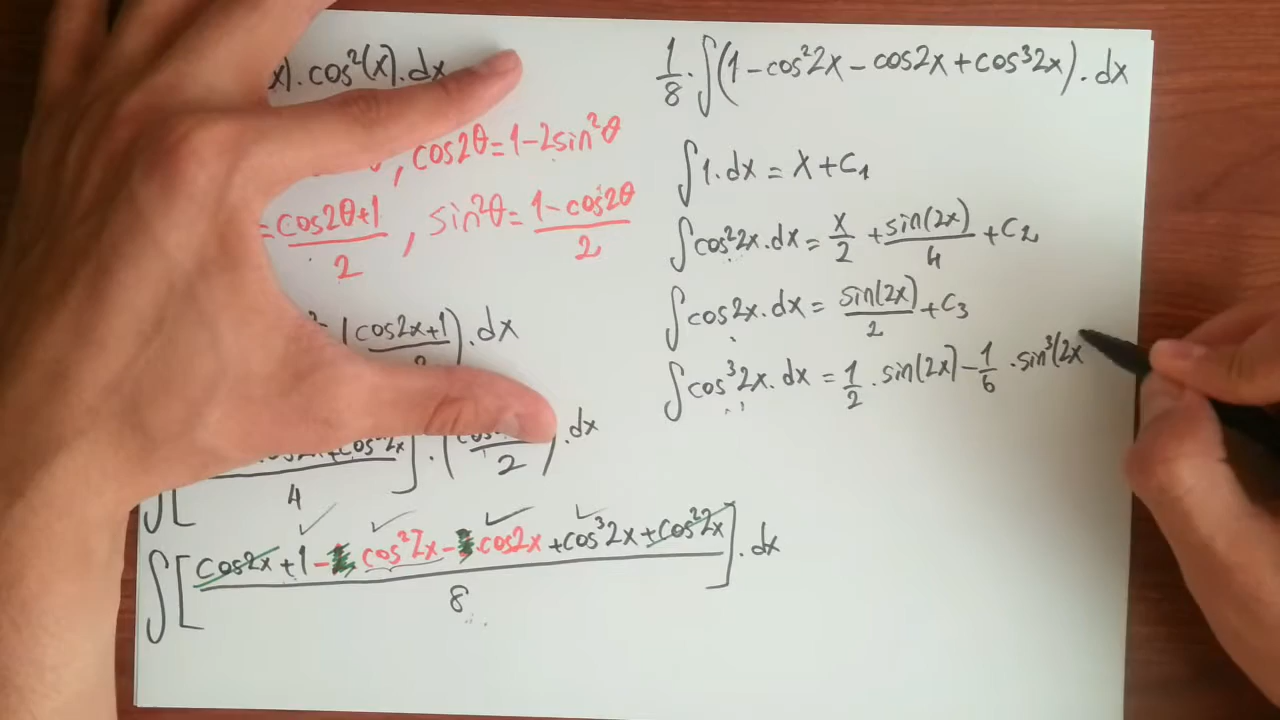 x).cos²(x).dx
, cos2θ=1-2sin²θ
=(cos2θ+1)/2 , sin²θ=(1-cos2θ)/2
(cos2x+1).dx
.dx
4
2
∫[(cos2x+1-cos²2x-cos2x+cos³2x+cos²2x)/8].dx
1/8.∫(1-cos²2x-cos2x+cos³2x).dx
∫1.dx=x+C₁
∫cos²2x.dx=x/2+sin(2x)/4+C₂
∫cos2x.dx=sin(2x)/2+C₃
∫cos³2x.dx=1/2.sin(2x)-1/6.sin³(2x